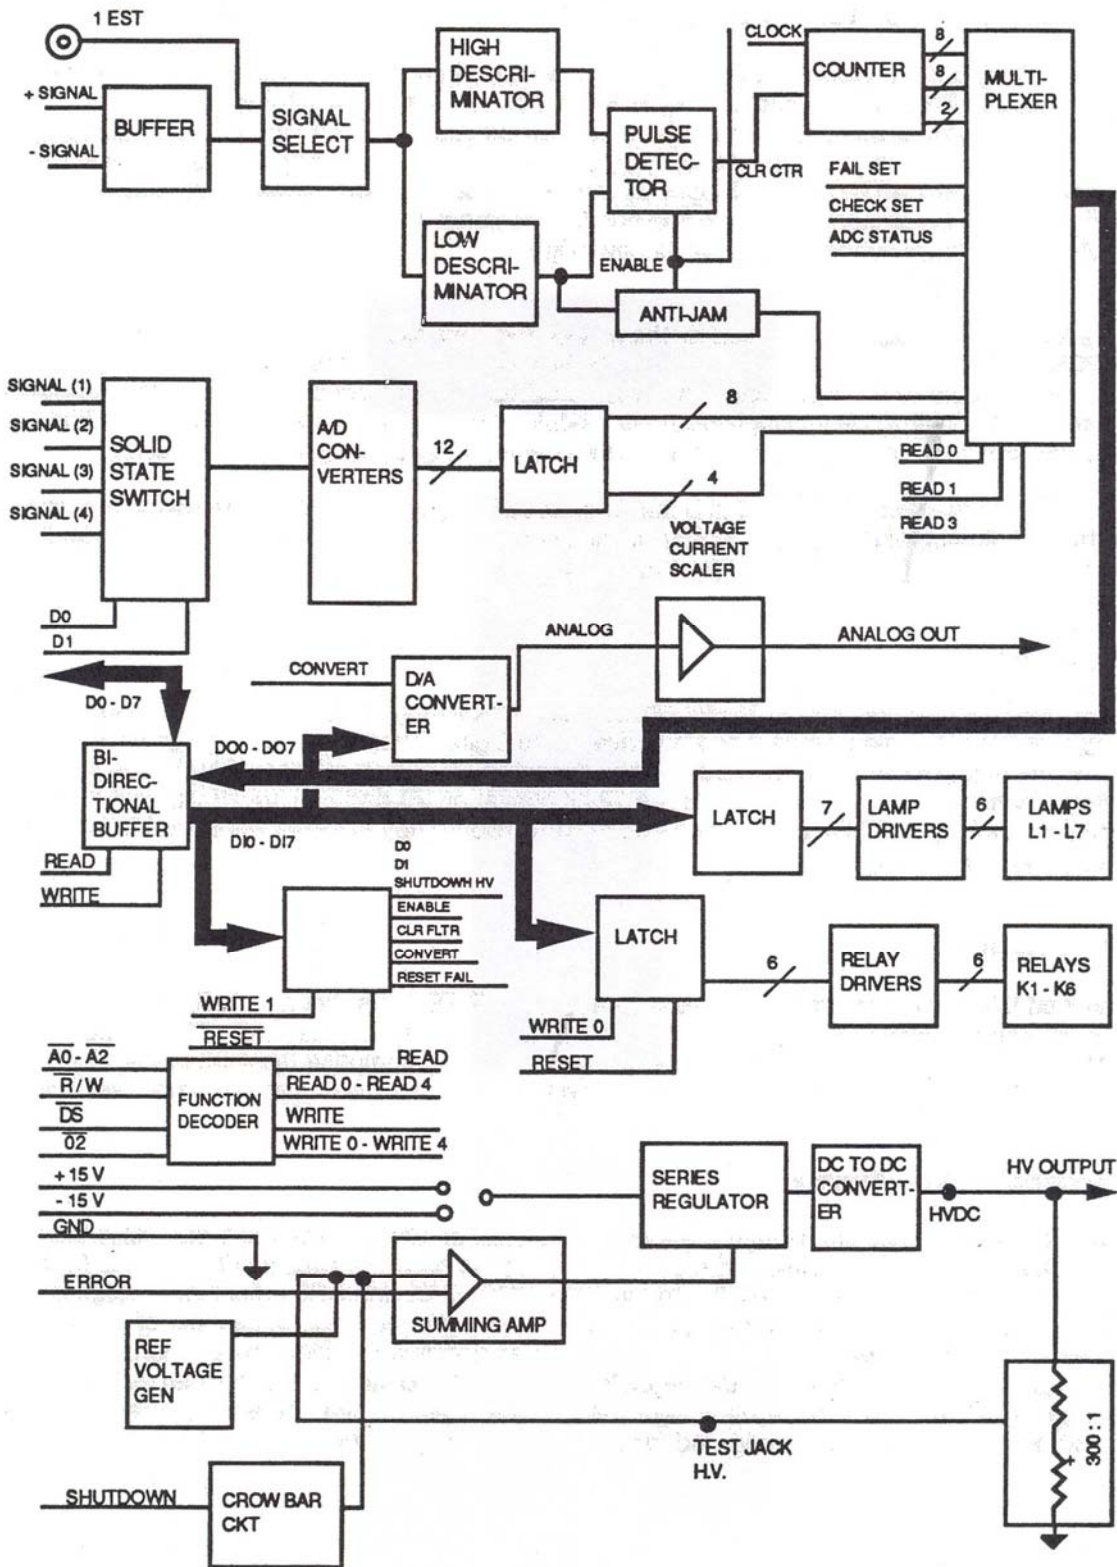 1 EST
+ SIGNAL
- SIGNAL
BUFFER
SIGNAL
SELECT
HIGH
DESCRI-
MINATOR
LOW
DESCRI-
MINATOR
PULSE
DETEC-
TOR
ENABLE
ANTI-JAM
CLOCK
CLR CTR
COUNTER
8
8
2
MULTI-
PLEXER
FAIL SET
CHECK SET
ADC STATUS
SIGNAL (1)
SIGNAL (2)
SIGNAL (3)
SIGNAL (4)
SOLID
STATE
SWITCH
D0
D1
A/D
CON-
VERTERS
12
LATCH
8
4
READ 0
READ 1
READ 3
VOLTAGE
CURRENT
SCALER
ANALOG
ANALOG OUT
CONVERT
D/A
CONVERT-
ER
D0 - D7
BI-
DIREC-
TIONAL
BUFFER
READ
WRITE
DO0 - DO7
DI0 - DI7
LATCH
7
LAMP
DRIVERS
6
LAMPS
L1 - L7
D0
D1
SHUTDOWH HV
ENABLE
CLR FLTR
CONVERT
RESET FAIL
WRITE 1
RESET
LATCH
WRITE 0
RESET
6
RELAY
DRIVERS
6
RELAYS
K1 - K6
A0 - A2
R / W
DS
02
FUNCTION
DECODER
READ
READ 0 - READ 4
WRITE
WRITE 0 - WRITE 4
+ 15 V
- 15 V
GND
ERROR
SERIES
REGULATOR
DC TO DC
CONVERT-
ER
HVDC
HV OUTPUT
SUMMING AMP
REF
VOLTAGE
GEN
TEST JACK
H.V.
300 : 1
+
SHUTDOWN
CROW BAR
CKT